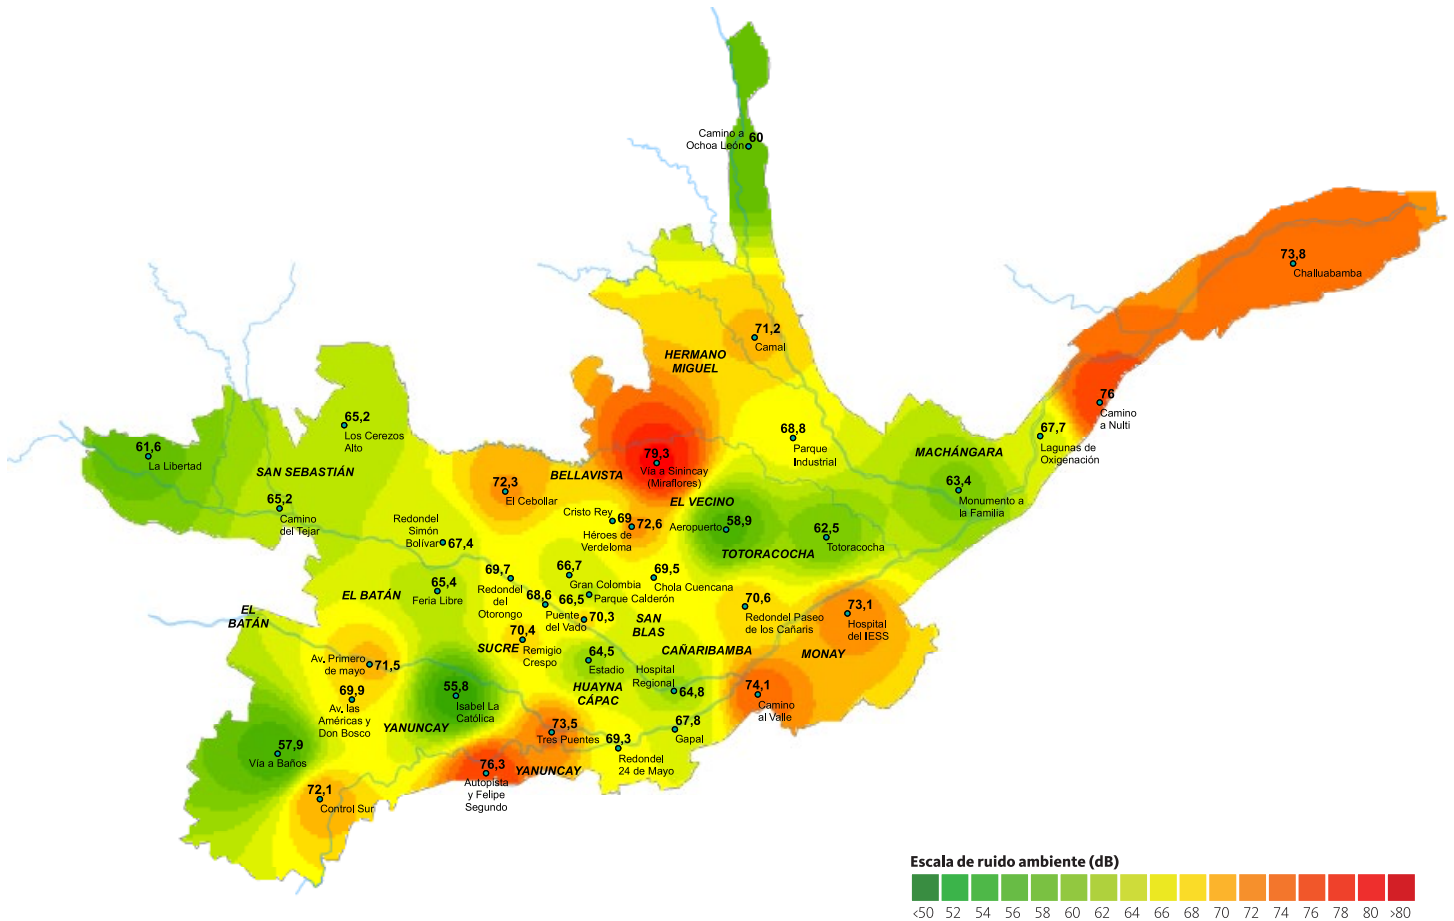 Camino a
Ochoa León
60
73,8
Challuabamba
71,2
Camal
HERMANO
MIGUEL
76
Camino
a Nulti
65,2
Los Cerezos
Alto
61,6
La Libertad
SAN SEBASTIÁN
68,8
Parque
Industrial
67,7
Lagunas de
Oxigenación
MACHÁNGARA
79,3
Vía a Sinincay
(Miraflores)
BELLAVISTA
72,3
El Cebollar
63,4
Monumento a
la Familia
EL VECINO
65,2
Camino
del Tejar
Cristo Rey
69
72,6
Héroes de
Verdeloma
Aeropuerto
58,9
62,5
Totoracocha
TOTORACOCHA
Redondel
Simón
Bolívar
67,4
69,7
Redondel
del
Otorongo
66,7
Gran Colombia
69,5
Chola Cuencana
65,4
Feria Libre
EL BATÁN
EL
BATÁN
68,6
Puente
del Vado
66,5
Parque Calderón
70,3
70,6
Redondel Paseo
de los Cañaris
73,1
Hospital
del IESS
SAN
BLAS
70,4
Remigio
Crespo
SUCRE
CAÑARIBAMBA
MONAY
Av. Primero
de mayo
71,5
64,5
Estadio
Hospital
Regional
64,8
69,9
Av. las
Américas y
Don Bosco
55,8
Isabel La
Católica
HUAYNA
CÁPAC
74,1
Camino
al Valle
YANUNCAY
73,5
Tres Puentes
67,8
Gapal
69,3
Redondel
24 de Mayo
57,9
Vía a Baños
76,3
Autopista
y Felipe
Segundo
YANUNCAY
72,1
Control Sur
Escala de ruido ambiente (dB)
<50 52 54 56 58 60 62 64 66 68 70 72 74 76 78 80 >80